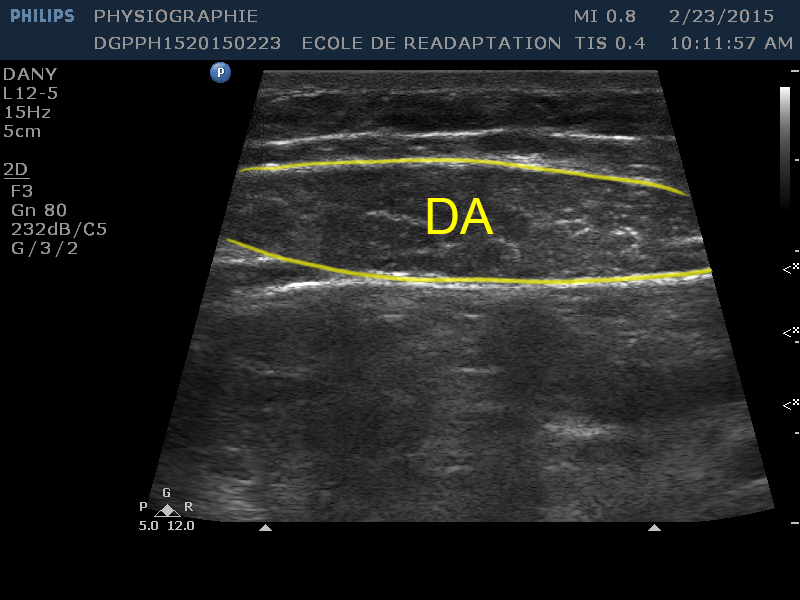 PHILIPS PHYSIOGRAPHIE MI 0.8 2/23/2015
DGPPH1520150223 ECOLE DE READAPTATION TIS 0.4 10:11:57 AM
DANY
L12-5
15Hz
5cm
2D
F3
Gn 80
232dB/C5
G/3/2
P
DA
G
P R
5.0 12.0